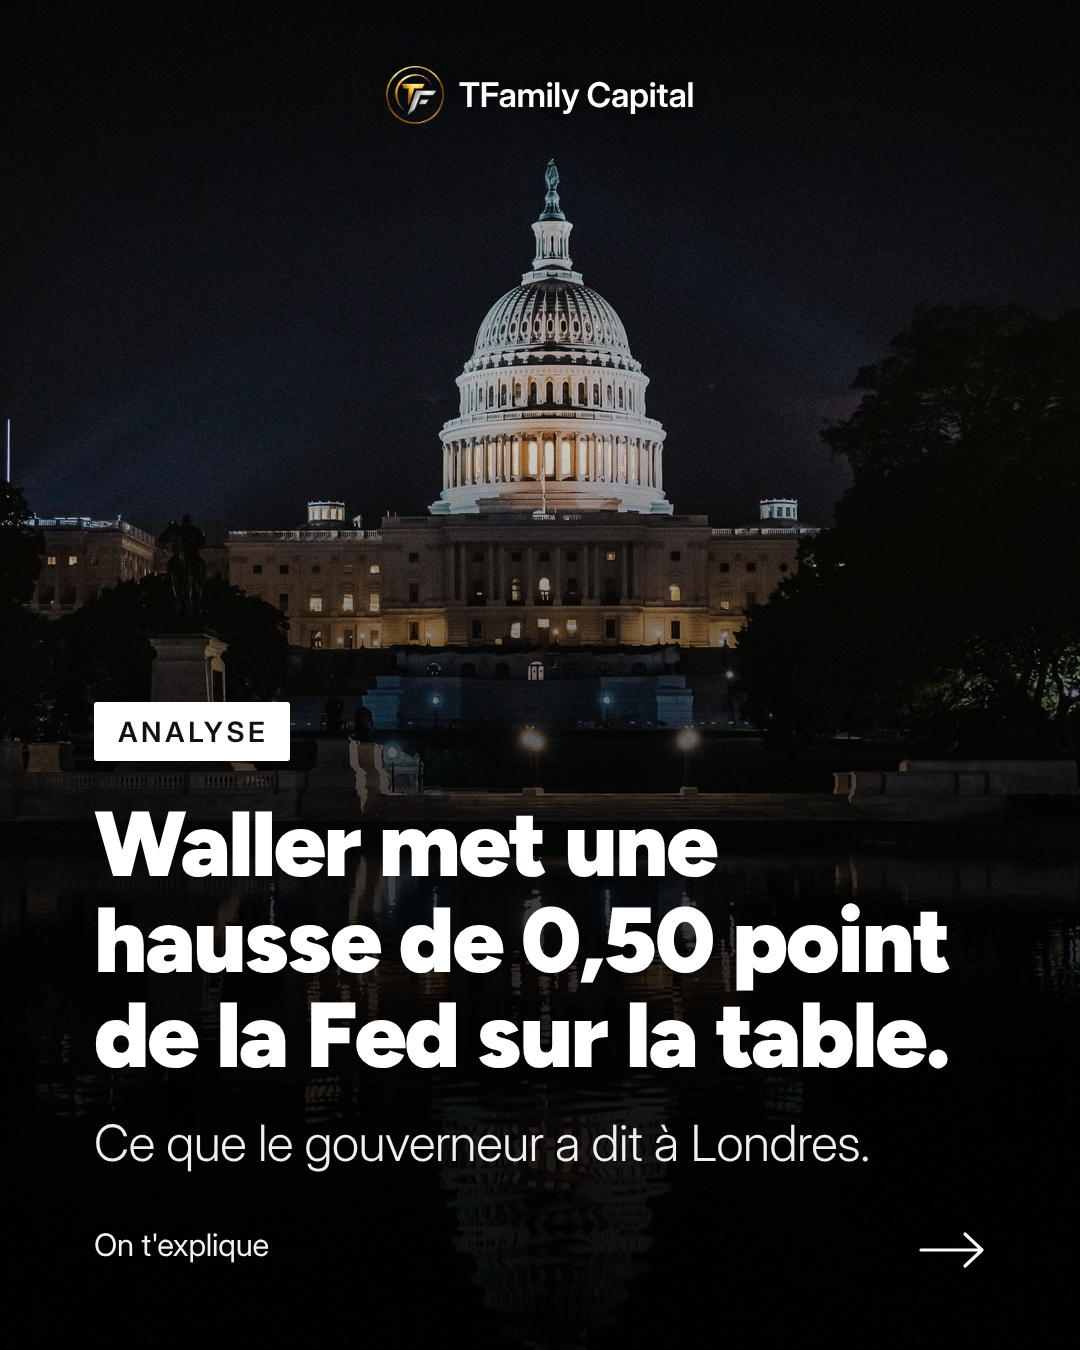 TF TFamily Capital
ANALYSE
Waller met une
hausse de 0,50 point
de la Fed sur la table.
Ce que le gouverneur a dit à Londres.
On t'explique